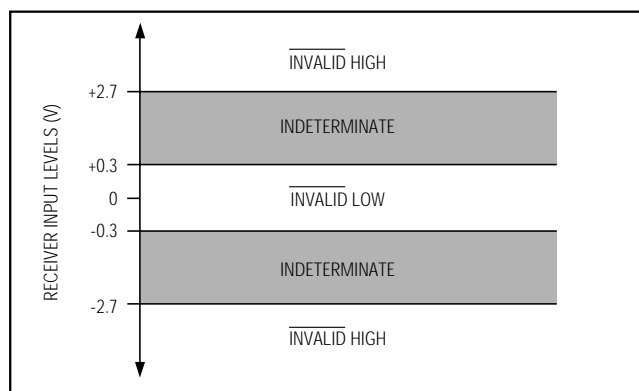 INVALID HIGH
+2.7
INDETERMINATE
+0.3
RECEIVER INPUT LEVELS (V)
0
INVALID LOW
-0.3
INDETERMINATE
-2.7
INVALID HIGH